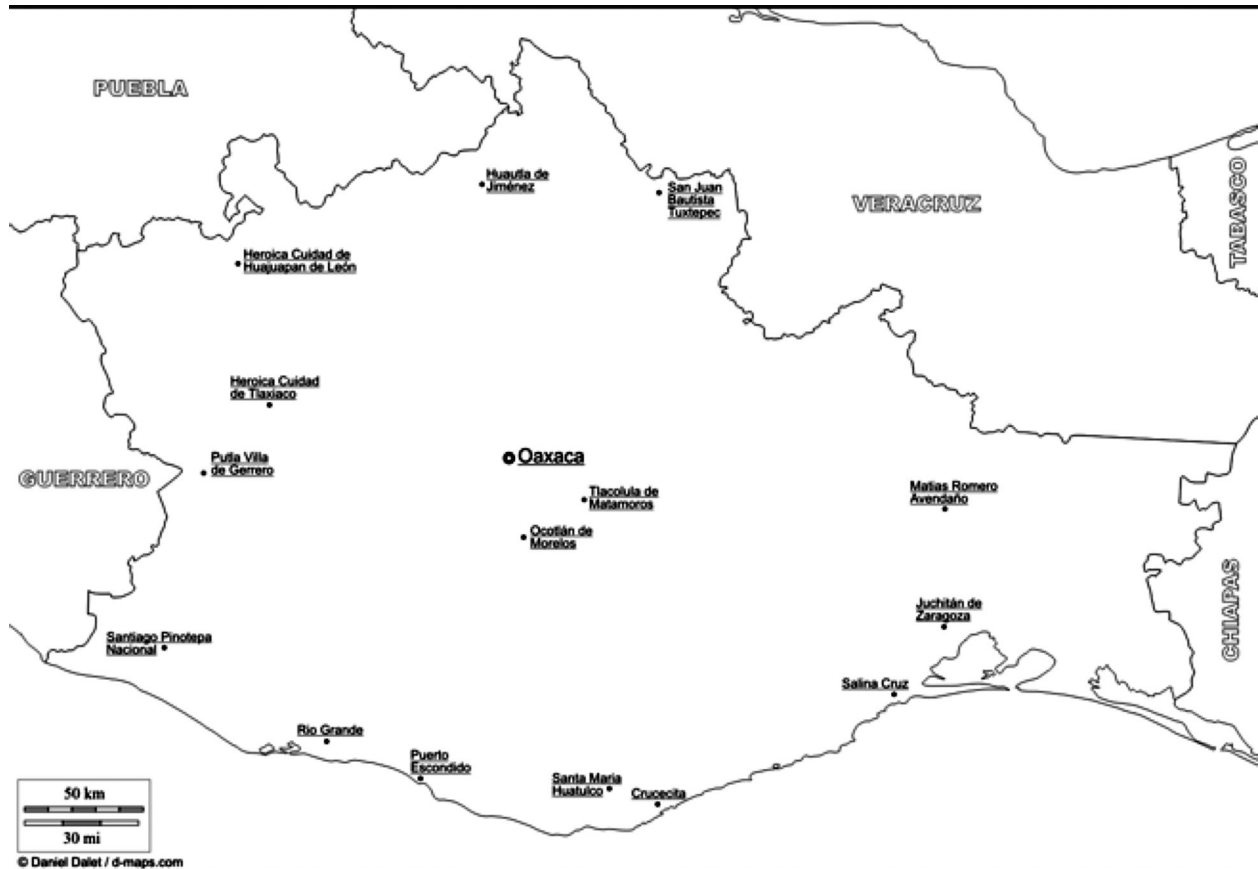 PUEBLA
Huautla de
Jiménez
San Juan
Bautista
Tuxtepec
VERACRUZ
TABASCO
Heroica Cuidad de
Huajuapan de León
Heroica Cuidad
de Tlaxiaco
GUERRERO
Putla Villa
de Gerrero
Oaxaca
Tlacolula de
Matamoros
Ocotlán de
Morelos
Matias Romero
Avendaño
CHIAPAS
Juchitán de
Zaragoza
Santiago Pinotepa
Nacional
Salina Cruz
Rio Grande
Puerto
Escondido
Santa Maria
Huatulco
Crucecita
50 km
30 mi
© Daniel Dalet / d-maps.com